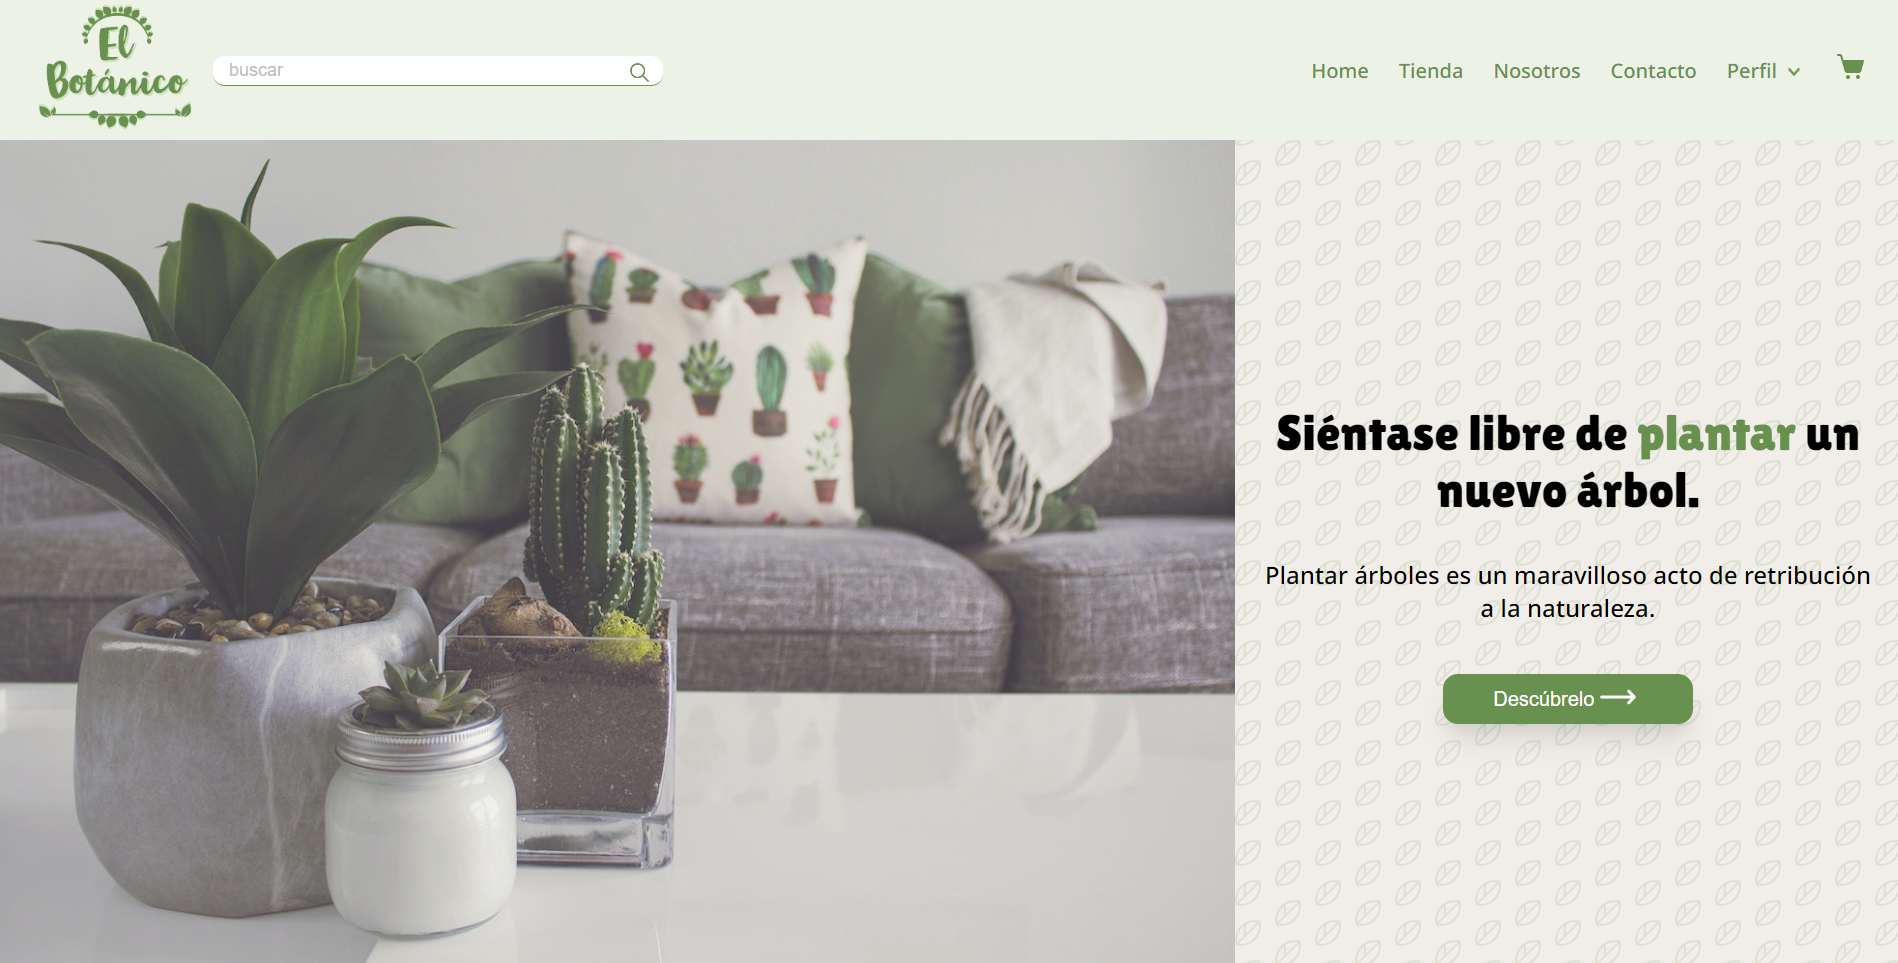 El
Botánico
buscar
Home
Tienda
Nosotros
Contacto
Perfil
Siéntase libre de plantar un
nuevo árbol.
Plantar árboles es un maravilloso acto de retribución
a la naturaleza.
Descúbrelo